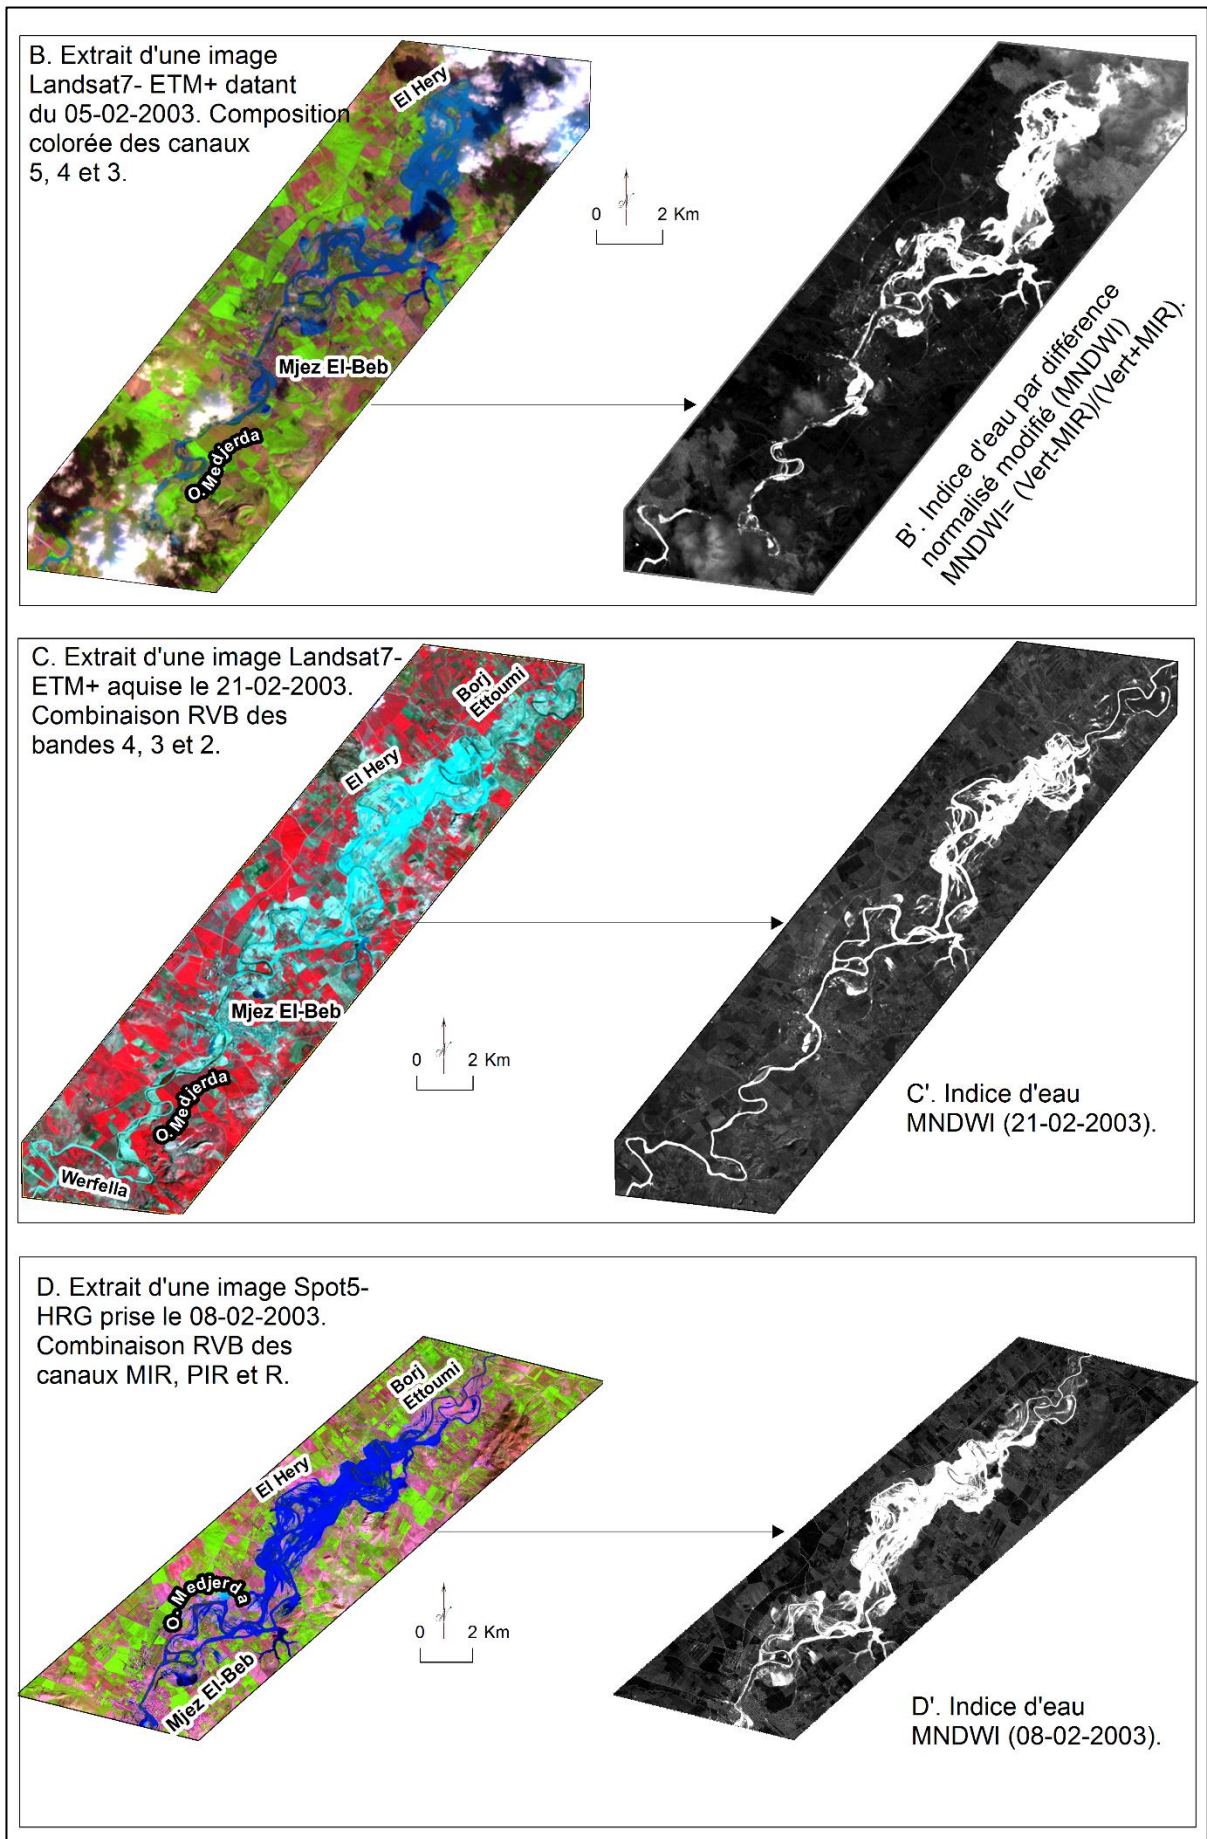 B. Extrait d'une image
Landsat7- ETM+ datant
du 05-02-2003. Composition
colorée des canaux
5, 4 et 3.
El Hery
Mjez El-Beb
O. Medjerda
N
0 2 Km
B'. Indice d'eau par différence
normalisé modifié (MNDWI)
MNDWI= (Vert-MIR)/(Vert+MIR).
C. Extrait d'une image Landsat7-
ETM+ aquise le 21-02-2003.
Combinaison RVB des
bandes 4, 3 et 2.
Borj
Ettoumi
El Hery
Mjez El-Beb
O. Medjerda
Werfella
N
0 2 Km
C'. Indice d'eau
MNDWI (21-02-2003).
D. Extrait d'une image Spot5-
HRG prise le 08-02-2003.
Combinaison RVB des
canaux MIR, PIR et R.
Borj
Ettoumi
El Hery
O. Medjerda
Mjez El-Beb
N
0 2 Km
D'. Indice d'eau
MNDWI (08-02-2003).